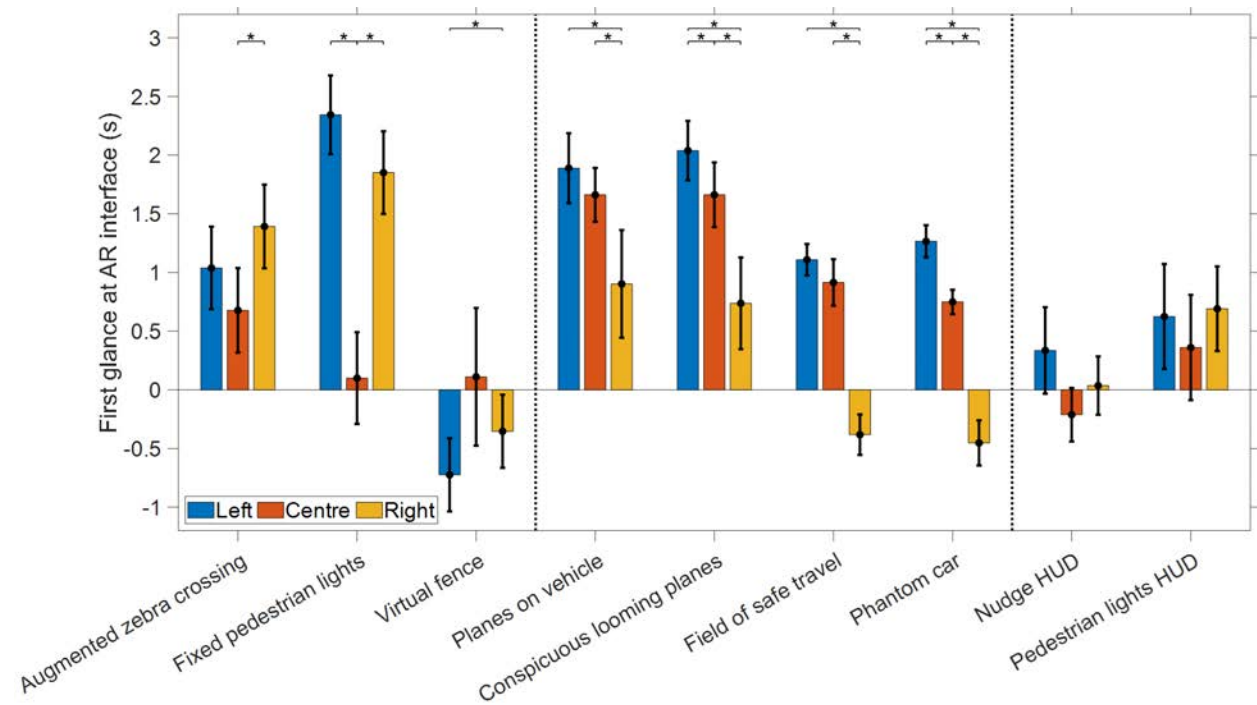 * * * * * * *
* * * * * * * * * *
3
2.5
2
1.5
1
0.5
0
-0.5
-1
First glance at AR interface (s)
Left Centre Right
Augmented zebra crossing
Fixed pedestrian lights
Virtual fence
Planes on vehicle
Conspicuous looming planes
Field of safe travel
Phantom car
Nudge HUD
Pedestrian lights HUD